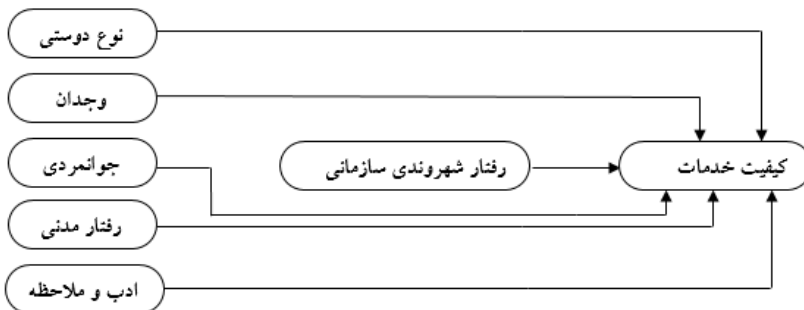 نوع دوستی
وجدان
جوانمردی
رفتار شهروندی سازمانی
کیفیت خدمات
رفتار مدنی
ادب و ملاحظه